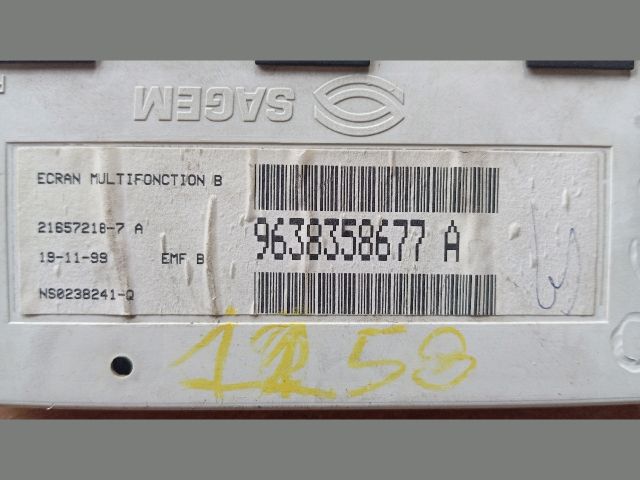 SAGEM
ECRAN MULTIFONCTION B
21657218-7 A
9638358677 A
19-11-99 EMF B
NS0238241-Q